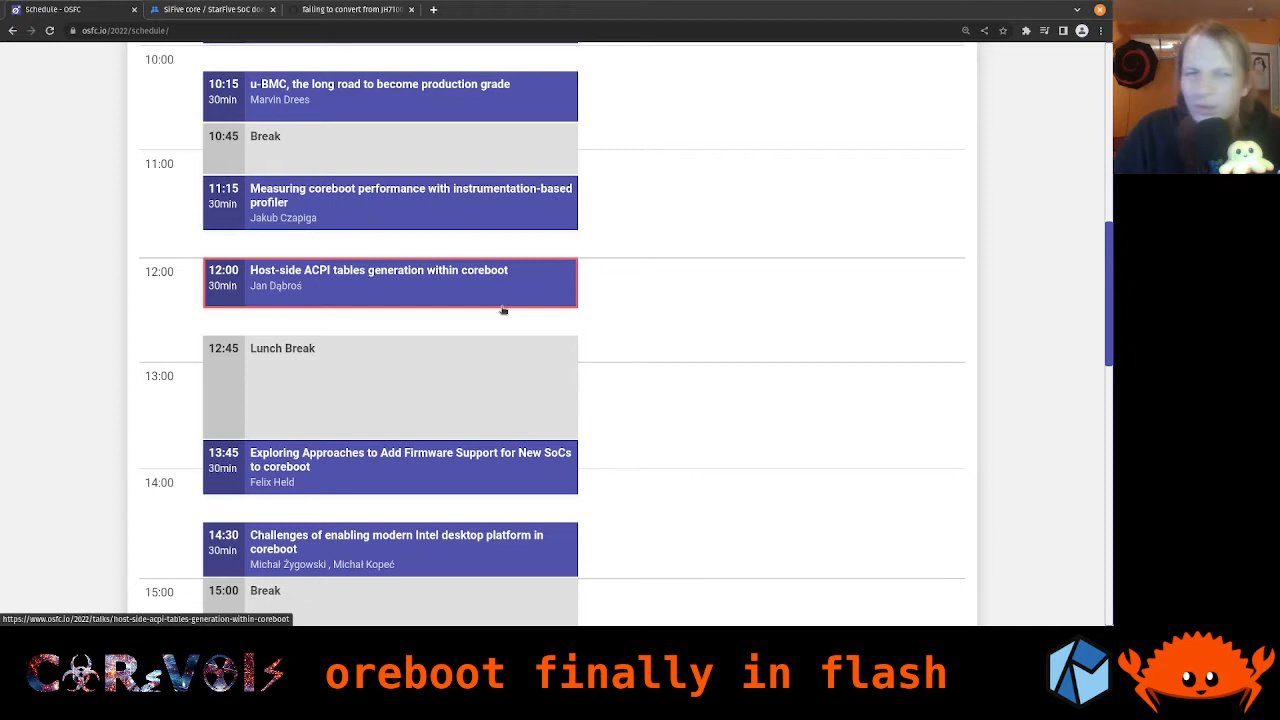 Schedule - OSFC
SiFive core / StarFive SoC doc
failing to convert from JH7100
osfc.io/2022/schedule/
10:00
10:15
30min
u-BMC, the long road to become production grade
Marvin Drees
10:45
Break
11:00
11:15
30min
Measuring coreboot performance with instrumentation-based
profiler
Jakub Czapiga
12:00
12:00
30min
Host-side ACPI tables generation within coreboot
Jan Dąbroś
12:45
Lunch Break
13:00
13:45
30min
Exploring Approaches to Add Firmware Support for New SoCs
to coreboot
Felix Held
14:00
14:30
30min
Challenges of enabling modern Intel desktop platform in
coreboot
Michał Żygowski , Michał Kopeć
15:00
15:00
Break
https://www.osfc.io/2022/talks/host-side-acpi-tables-generation-within-coreboot
oreboot finally in flash